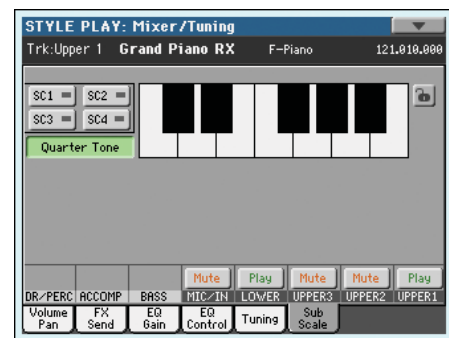 STYLE PLAY: Mixer/Tuning
Trk:Upper 1 Grand Piano RX F-Piano 121.010.000
SC1 SC2
SC3 SC4
Quarter Tone
Mute Play Mute Mute Play
DR/PERC ACCOMP BASS MIC/IN LOWER UPPER3 UPPER2 UPPER1
Volume Pan FX Send EQ Gain EQ Control Tuning Sub Scale